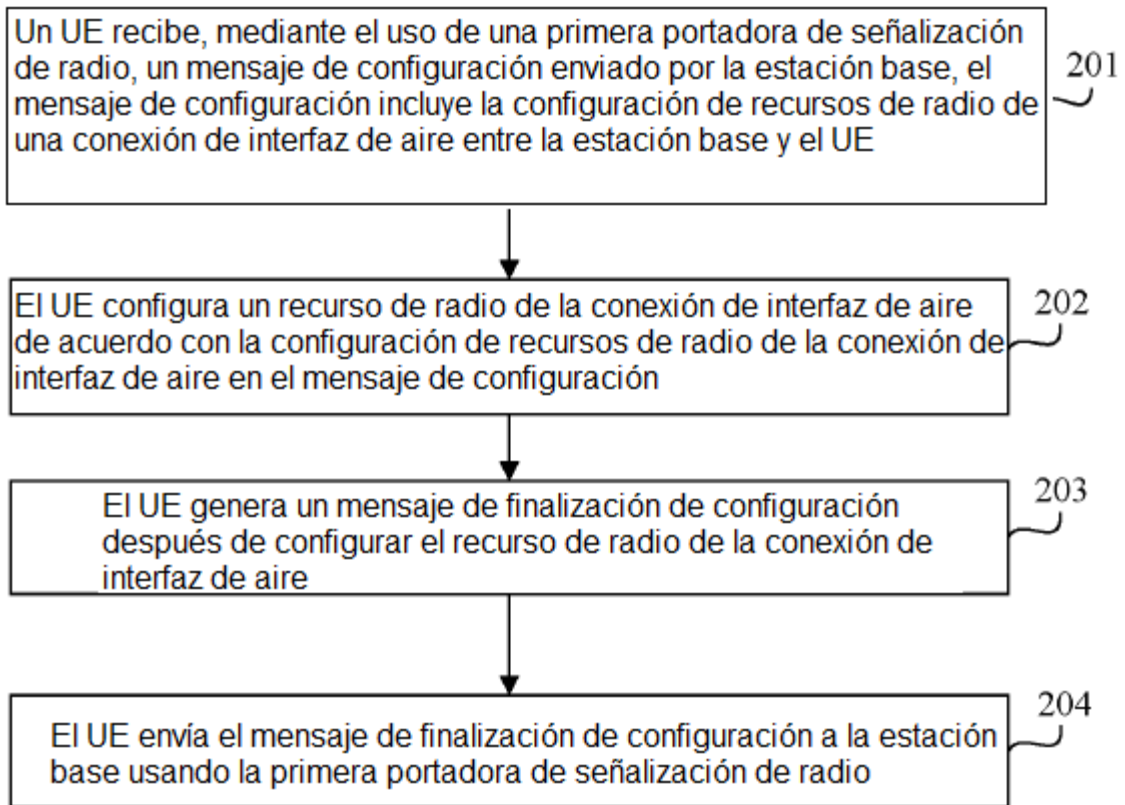 Un UE recibe, mediante el uso de una primera portadora de señalización
de radio, un mensaje de configuración enviado por la estación base, el
mensaje de configuración incluye la configuración de recursos de radio de
una conexión de interfaz de aire entre la estación base y el UE
201
El UE configura un recurso de radio de la conexión de interfaz de aire
de acuerdo con la configuración de recursos de radio de la conexión de
interfaz de aire en el mensaje de configuración
202
El UE genera un mensaje de finalización de configuración
después de configurar el recurso de radio de la conexión de
interfaz de aire
203
El UE envía el mensaje de finalización de configuración a la estación
base usando la primera portadora de señalización de radio
204